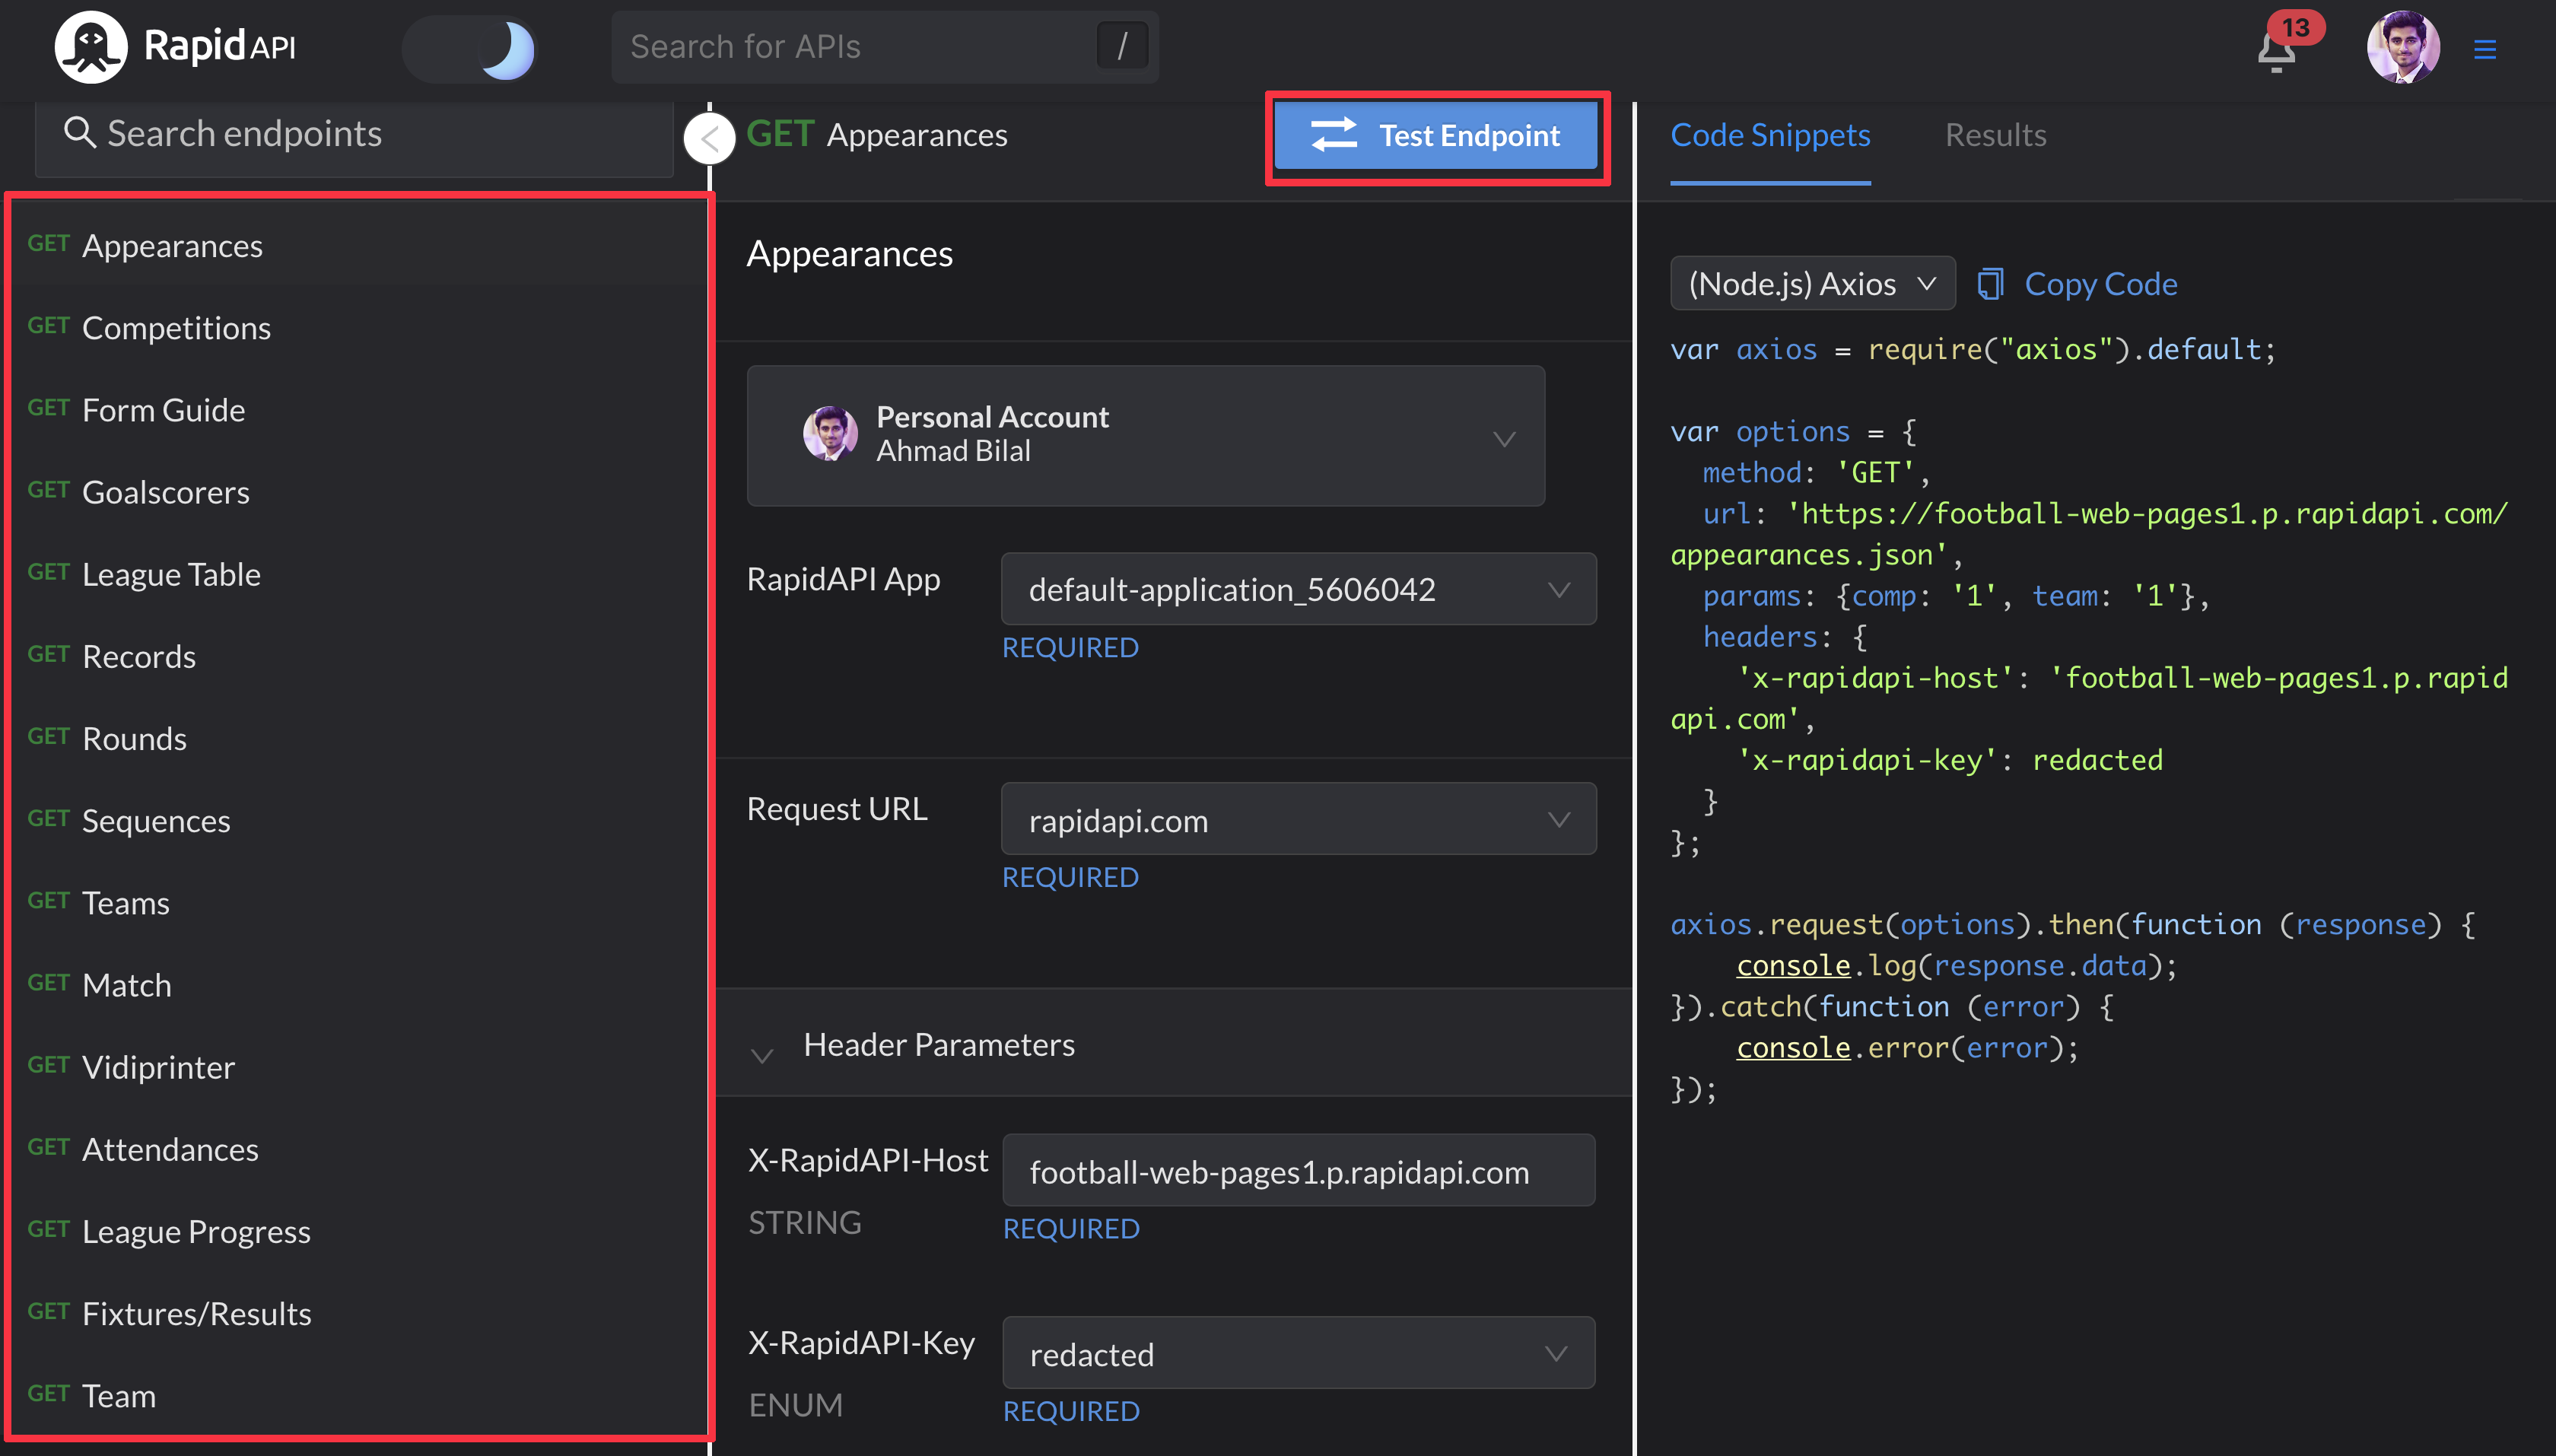 RapidAPI
Search for APIs
/
13
Search endpoints
GET Appearances
GET Competitions
GET Form Guide
GET Goalscorers
GET League Table
GET Records
GET Rounds
GET Sequences
GET Teams
GET Match
GET Vidiprinter
GET Attendances
GET League Progress
GET Fixtures/Results
GET Team
GET Appearances
Test Endpoint
Appearances
Personal Account
Ahmad Bilal
RapidAPI App
default-application_5606042
REQUIRED
Request URL
rapidapi.com
REQUIRED
Header Parameters
X-RapidAPI-Host
football-web-pages1.p.rapidapi.com
STRING
REQUIRED
X-RapidAPI-Key
redacted
ENUM
REQUIRED
Code Snippets
Results
(Node.js) Axios
Copy Code
var axios = require("axios").default;
var options = {
method: 'GET',
url: 'https://football-web-pages1.p.rapidapi.com/
appearances.json',
params: {comp: '1', team: '1'},
headers: {
'x-rapidapi-host': 'football-web-pages1.p.rapid
api.com',
'x-rapidapi-key': redacted
}
};
axios.request(options).then(function (response) {
console.log(response.data);
}).catch(function (error) {
console.error(error);
});